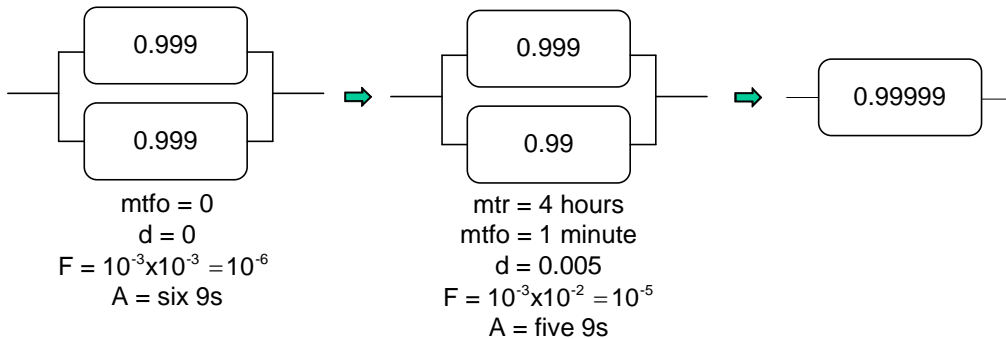 0.999
0.999
mtfo = 0
d = 0
F = 10⁻³x10⁻³ = 10⁻⁶
A = six 9s
0.999
0.99
mtr = 4 hours
mtfo = 1 minute
d = 0.005
F = 10⁻³x10⁻² = 10⁻⁵
A = five 9s
0.99999